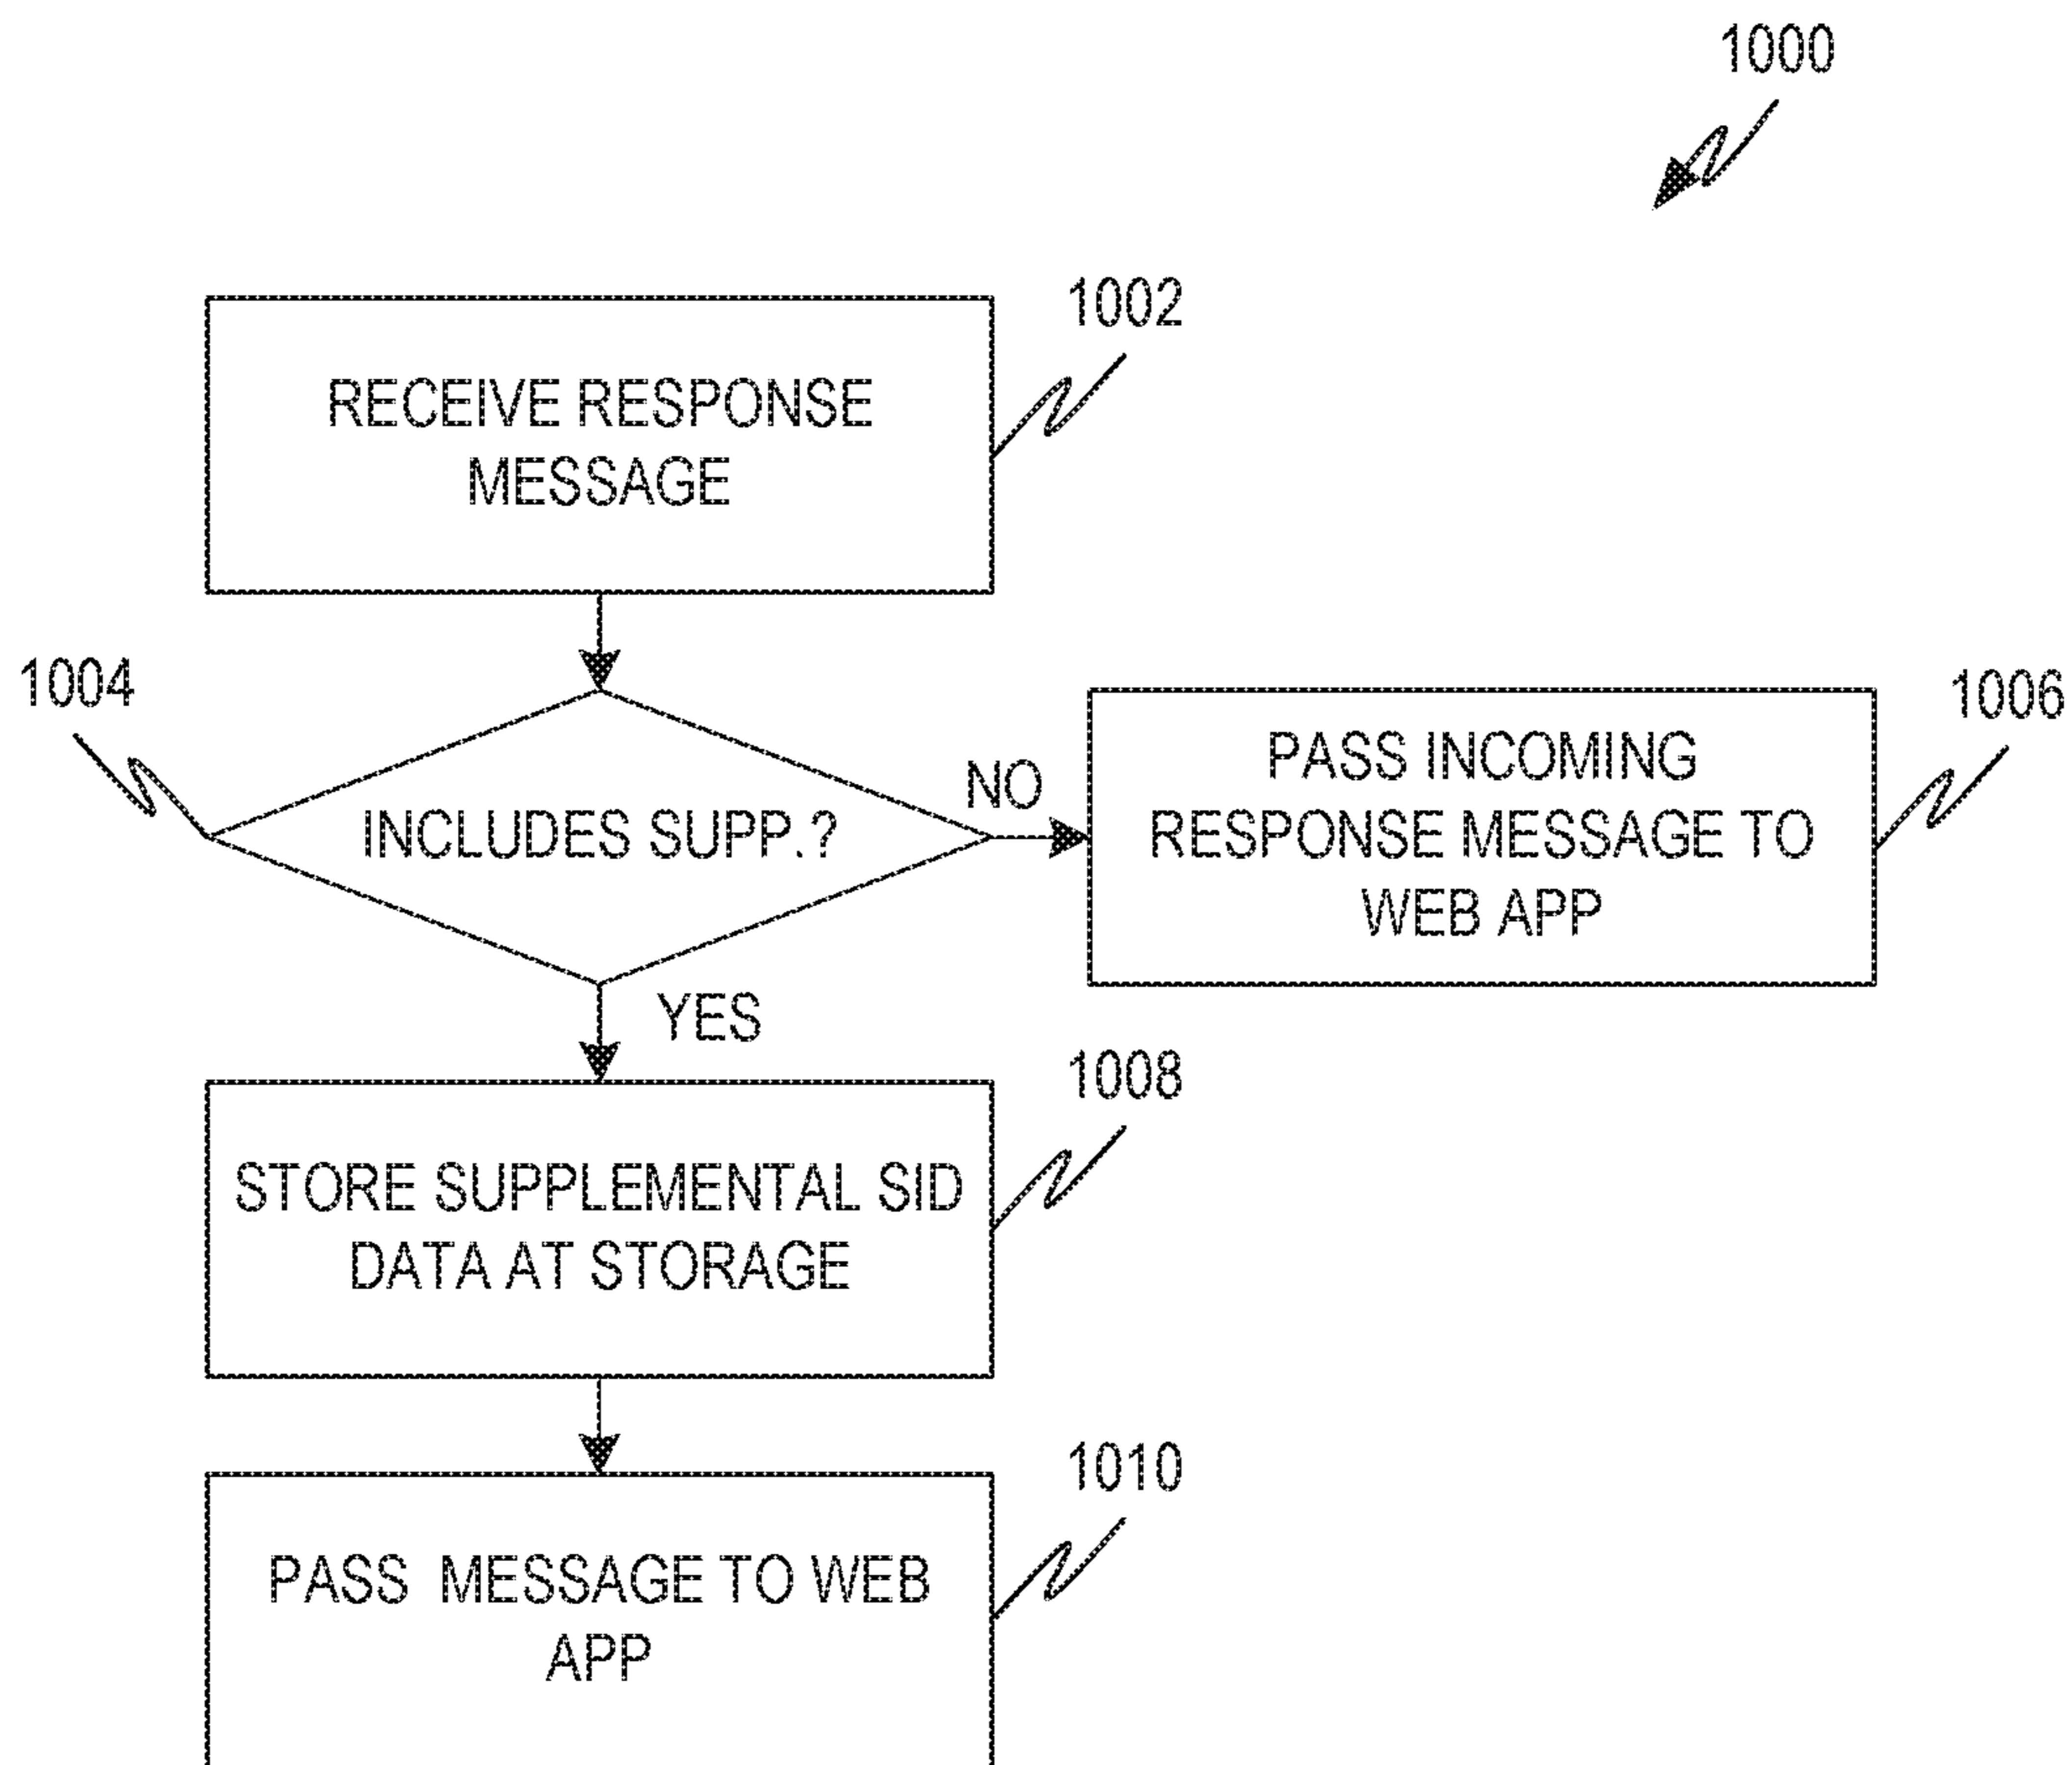 1000
1002
RECEIVE RESPONSE
MESSAGE
1004
1006
PASS INCOMING
RESPONSE MESSAGE TO
WEB APP
NO
INCLUDES SUPP.?
YES
1008
STORE SUPPLEMENTAL SID
DATA AT STORAGE
1010
PASS MESSAGE TO WEB
APP